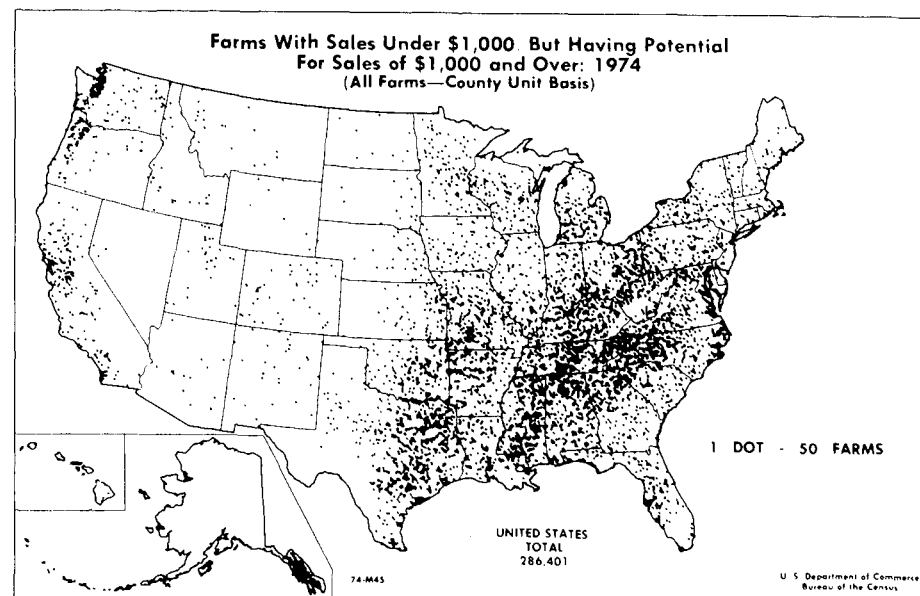 Farms With Sales Under $1,000 But Having Potential
For Sales of $1,000 and Over: 1974
(All Farms—County Unit Basis)
1 DOT - 50 FARMS
UNITED STATES
TOTAL
286,401
74-M45
U S Department of Commerce
Bureau of the Census